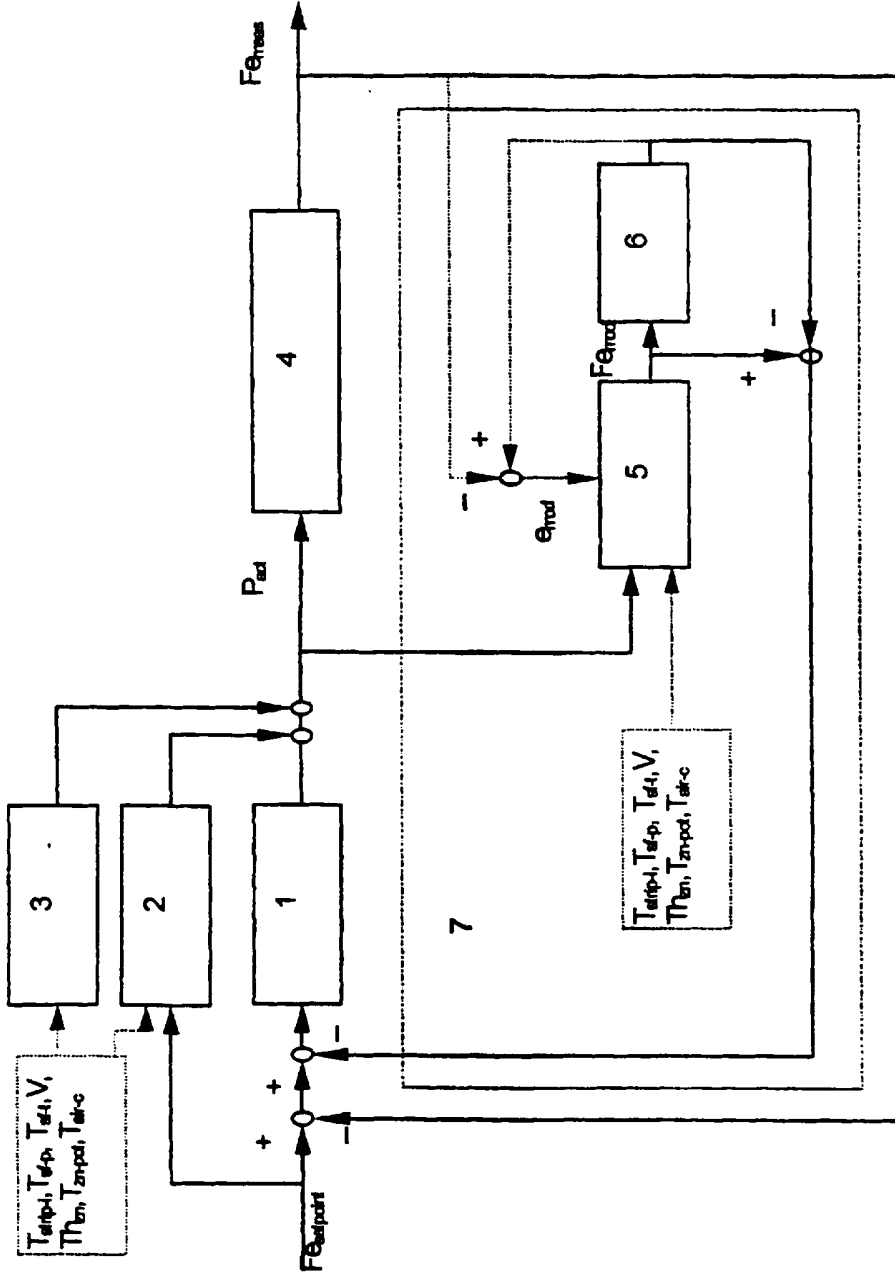 T_strip-i, T_sf-p, T_sf-t, V,
Th_zn, T_zn-pot, T_air-c
3
2
1
4
5
6
7
Fe_setpoint
P_act
Fe_meas
Fe_mod
e_mod
T_strip-i, T_sf-p, T_sf-t, V,
Th_zn, T_zn-pot, T_air-c
+
−
+
−
−
+
+
−